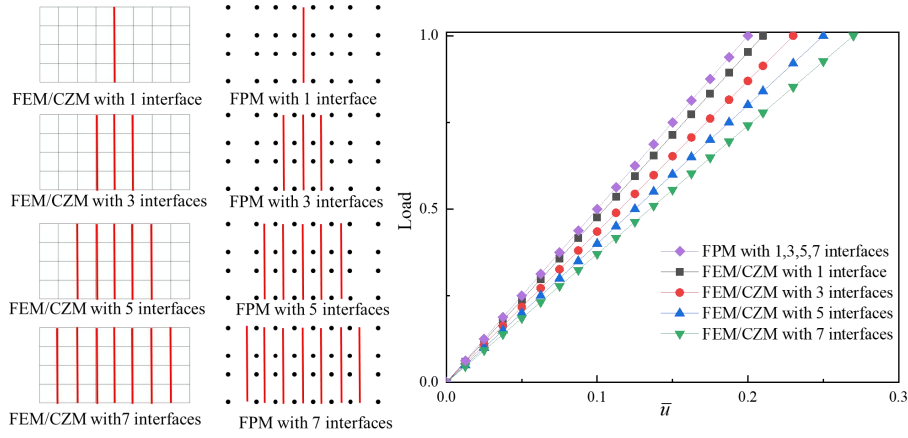 FEM/CZM with 1 interface
FPM with 1 interface
FEM/CZM with 3 interfaces
FPM with 3 interfaces
FEM/CZM with 5 interfaces
FPM with 5 interfaces
FEM/CZM with7 interfaces
FPM with 7 interfaces
1.0
0.5
0.0
Load
FPM with 1,3,5,7 interfaces
FEM/CZM with 1 interface
FEM/CZM with 3 interfaces
FEM/CZM with 5 interfaces
FEM/CZM with 7 interfaces
0.0 0.1 0.2 0.3
u̅